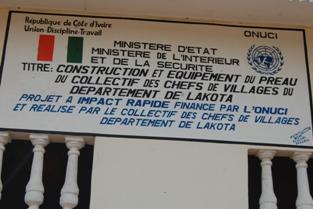 République de Côte d'Ivoire
Union-Discipline-Travail
ONUCI
MINISTERE D'ETAT
MINISTERE DE L'INTERIEUR
ET DE LA SECURITE
TITRE: CONSTRUCTION ET EQUIPEMENT DU PREAU
DU COLLECTIF DES CHEFS DE VILLAGES DU
DEPARTEMENT DE LAKOTA
PROJET A IMPACT RAPIDE FINANCE PAR L'ONUCI
ET REALISE PAR LE COLLECTIF DES CHEFS DE VILLAGES
DEPARTEMENT DE LAKOTA